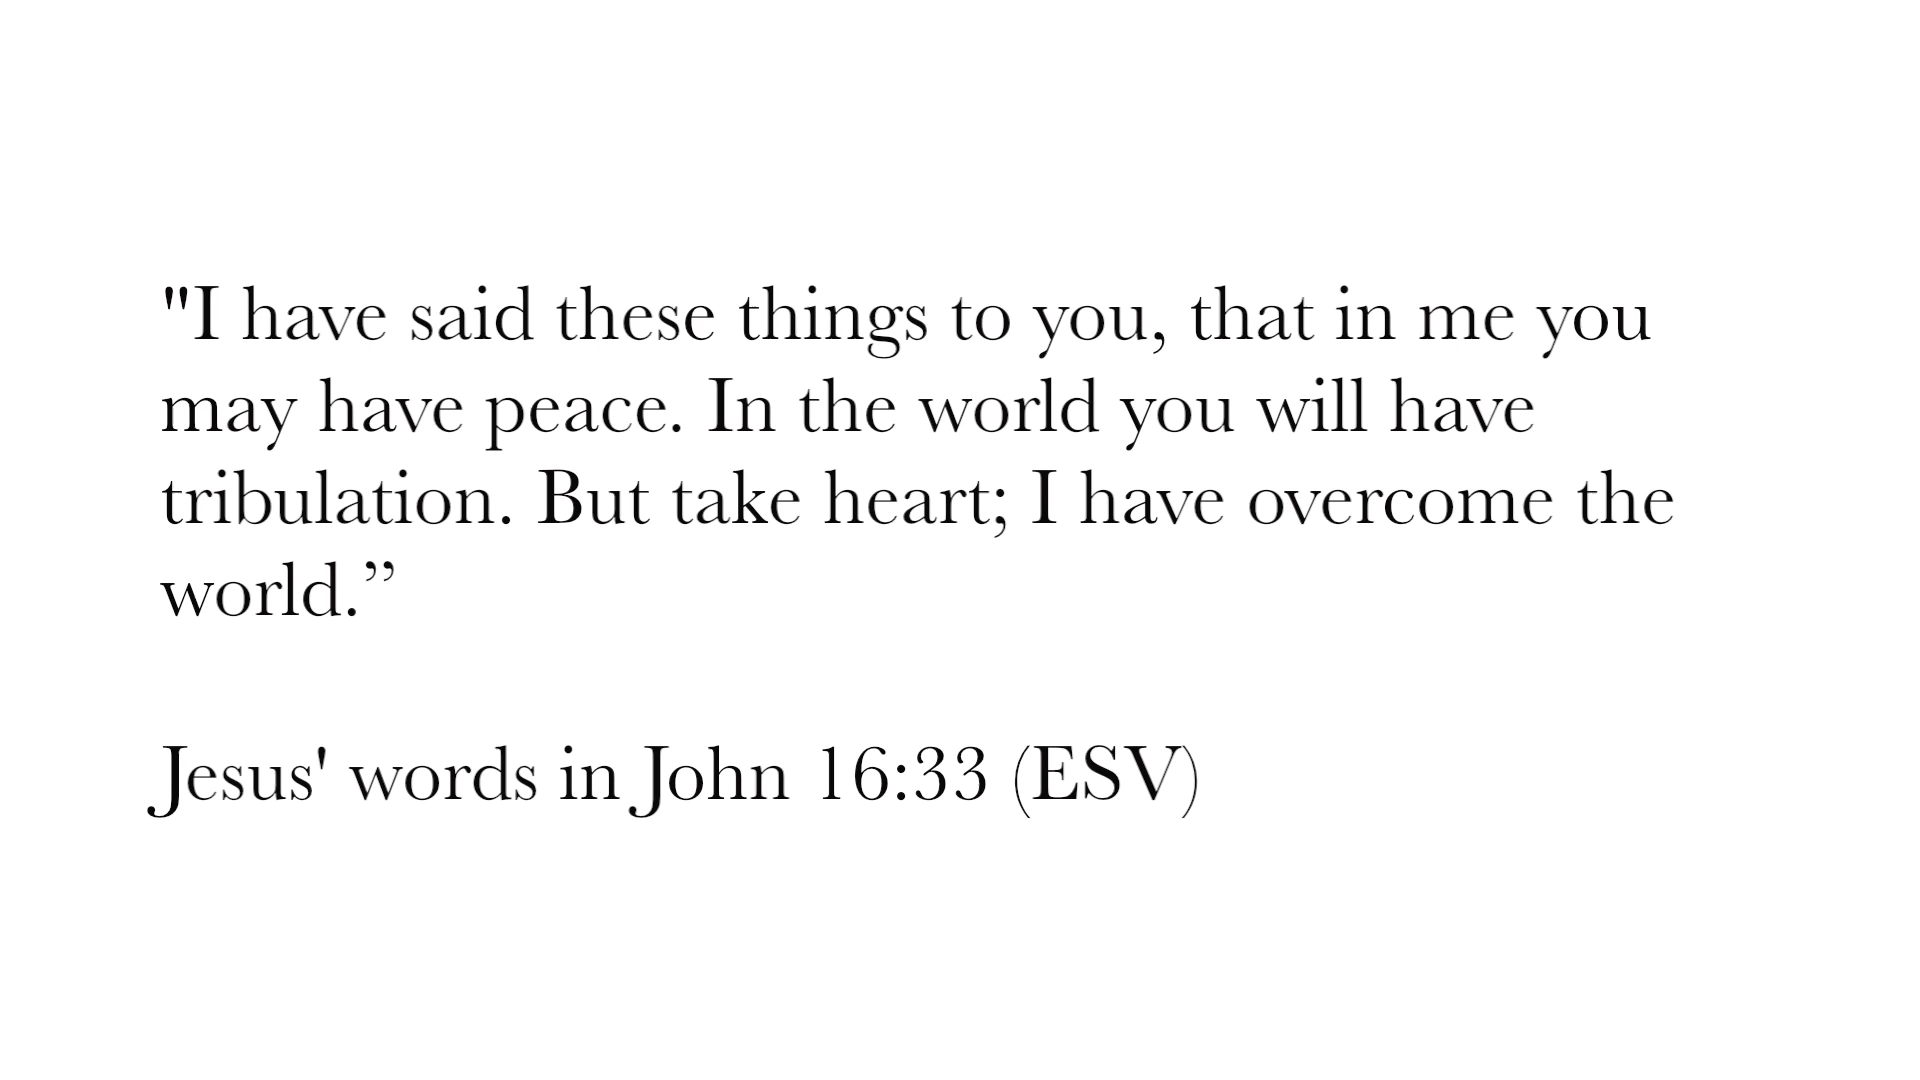 "I have said these things to you, that in me you
may have peace. In the world you will have
tribulation. But take heart; I have overcome the
world.”
Jesus' words in John 16:33 (ESV)